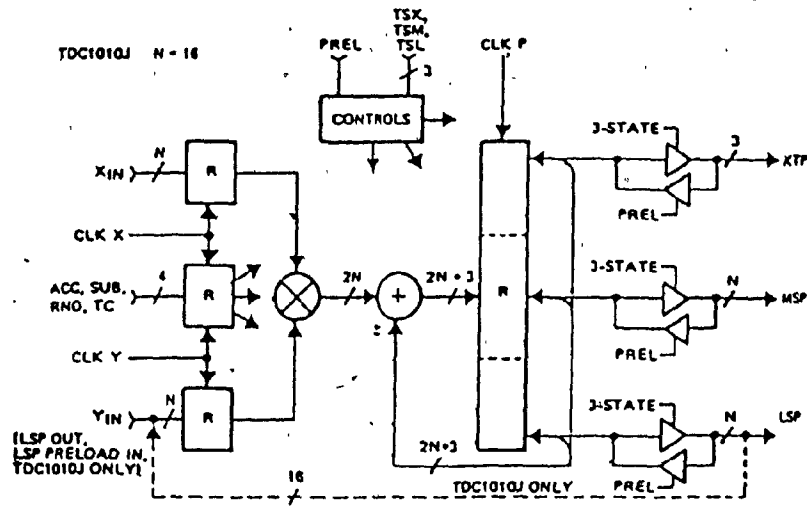 TDC1010J N = 16
PREL
TSX,
TSM,
TSL
3
CLK P
CONTROLS
XIN
N
R
CLK X
ACC, SUB,
RND, TC
4
R
CLK Y
YIN
N
R
(LSP OUT,
LSP PRELOAD IN,
TDC1010J ONLY)
16
2N
+
±
2N + 3
R
2N+3
TDC1010J ONLY
3-STATE
3
XTP
PREL
3-STATE
N
MSP
PREL
3-STATE
N
LSP
PREL